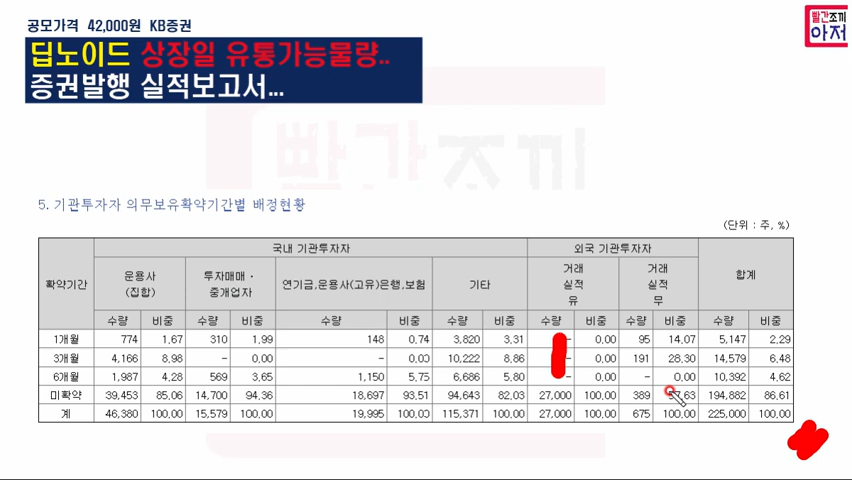 공모가격 42,000원 KB증권
빨간조끼
아저
딥노이드 상장일 유통가능물량..
증권발행 실적보고서...
빨간조끼
5. 기관투자자 의무보유확약기간별 배정현황
(단위 : 주, %)
확약기간 국내 기관투자자 외국 기관투자자 합계
운용사 (집합) 투자매매ㆍ중개업자 연기금,운용사(고유)은행,보험 기타 거래 실적 유 거래 실적 무
수량 비중 수량 비중 수량 비중 수량 비중 수량 비중 수량 비중 수량 비중
1개월 774 1.67 310 1.99 148 0.74 3,820 3.31 - 0.00 95 14.07 5,147 2.29
3개월 4,166 8.98 - 0.00 - 0.00 10,222 8.86 0.00 191 28.30 14,579 6.48
6개월 1,987 4.28 569 3.65 1,150 5.75 6,686 5.80 - 0.00 - 0.00 10,392 4.62
미확약 39,453 85.06 14,700 94.36 18,697 93.51 94,643 82.03 27,000 100.00 389 194,882 86.61
계 46,380 100.00 15,579 100.00 19,995 100.00 115,371 100.00 27,000 100.00 675 100.00 225,000 100.00